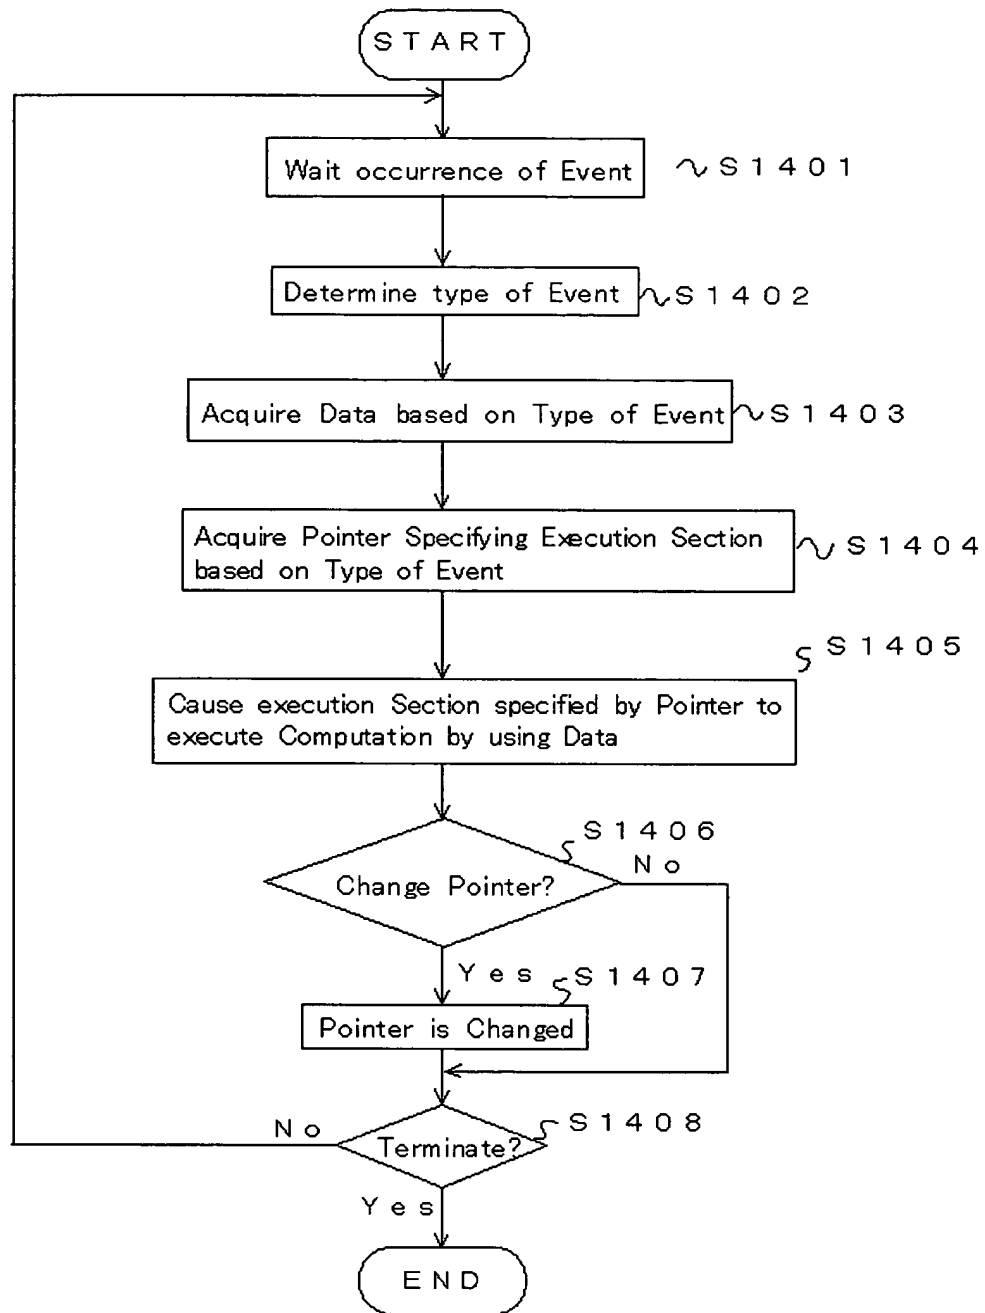 START
Wait occurrence of Event
S1401
Determine type of Event
S1402
Acquire Data based on Type of Event
S1403
Acquire Pointer Specifying Execution Section
based on Type of Event
S1404
S1405
Cause execution Section specified by Pointer to
execute Computation by using Data
S1406
No
Change Pointer?
Yes
S1407
Pointer is Changed
S1408
No
Terminate?
Yes
END